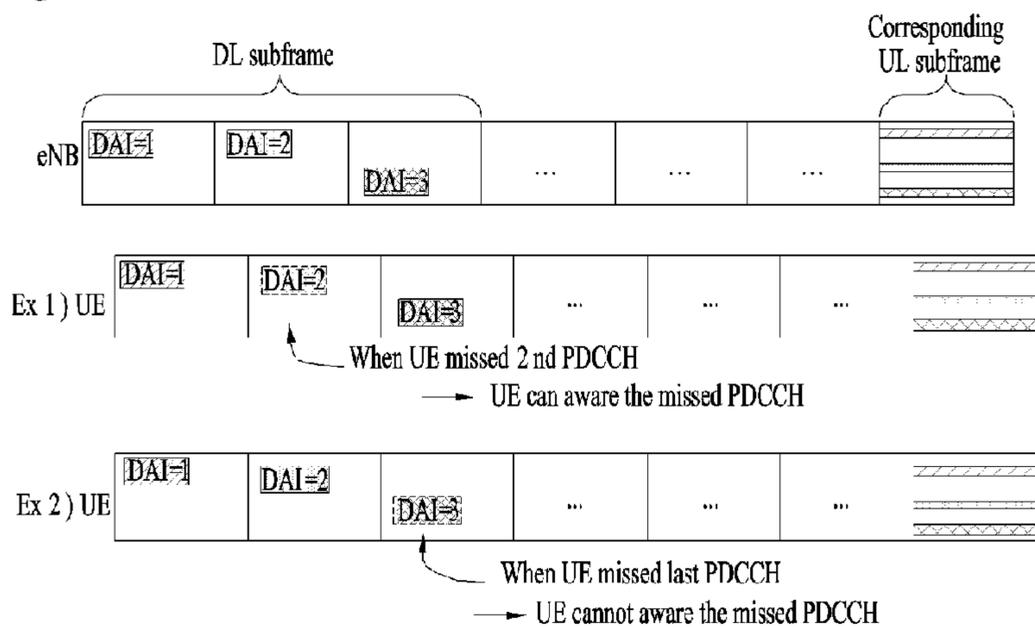 DL subframe
Corresponding
UL subframe
eNB
DAI=1
DAI=2
DAI=3
...
...
...
Ex 1 ) UE
DAI=1
DAI=2
DAI=3
...
...
...
When UE missed 2 nd PDCCH
UE can aware the missed PDCCH
Ex 2 ) UE
DAI=1
DAI=2
DAI=3
...
...
...
When UE missed last PDCCH
UE cannot aware the missed PDCCH